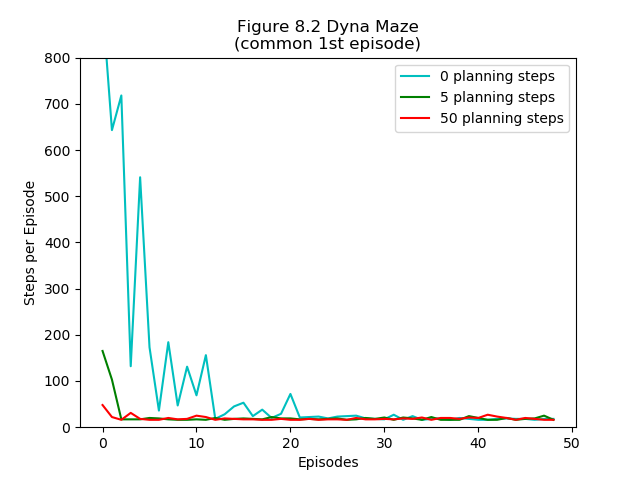 Figure 8.2 Dyna Maze
(common 1st episode)
0 planning steps
5 planning steps
50 planning steps
800
700
600
500
400
300
200
100
0
Steps per Episode
0 10 20 30 40 50
Episodes